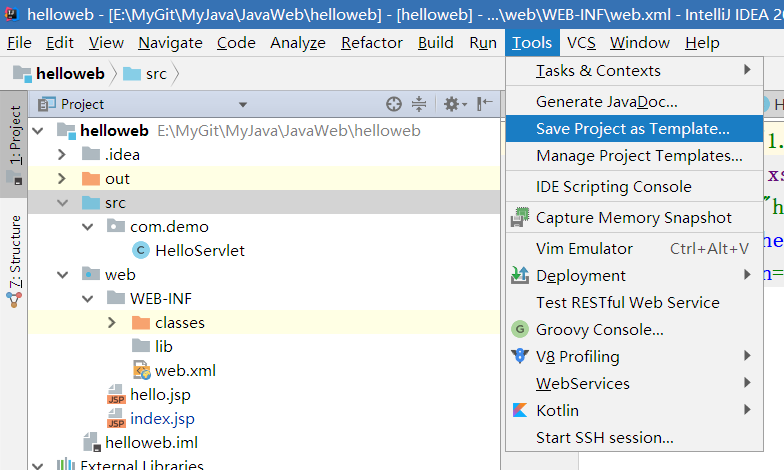 helloweb - [E:\MyGit\MyJava\JavaWeb\helloweb] - [helloweb] - ...\web\WEB-INF\web.xml - IntelliJ IDEA 20
File Edit View Navigate Code Analyze Refactor Build Run Tools VCS Window Help
helloweb src
1: Project
Z: Structure
Project
helloweb E:\MyGit\MyJava\JavaWeb\helloweb
.idea
out
src
com.demo
HelloServlet
web
WEB-INF
classes
lib
web.xml
hello.jsp
index.jsp
helloweb.iml
External Libraries
Tasks & Contexts
Generate JavaDoc...
Save Project as Template...
Manage Project Templates...
IDE Scripting Console
Capture Memory Snapshot
Vim Emulator Ctrl+Alt+V
Deployment
Test RESTful Web Service
Groovy Console...
V8 Profiling
WebServices
Kotlin
Start SSH session...
H
1.
xs
"h
he
n=